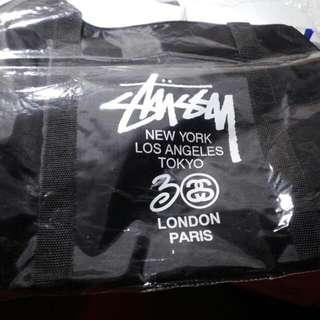 STÜSSY
NEW YORK
LOS ANGELES
TOKYO
30
LONDON
PARIS